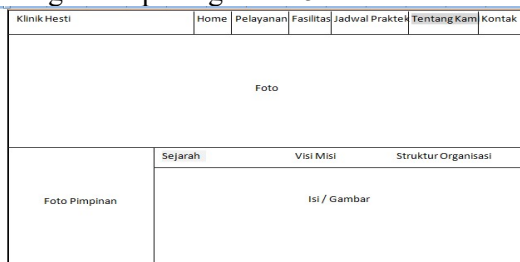 Klinik Hesti Home Pelayanan Fasilitas Jadwal Praktek Tentang Kami Kontak
Foto
Sejarah Visi Misi Struktur Organisasi
Foto Pimpinan Isi / Gambar